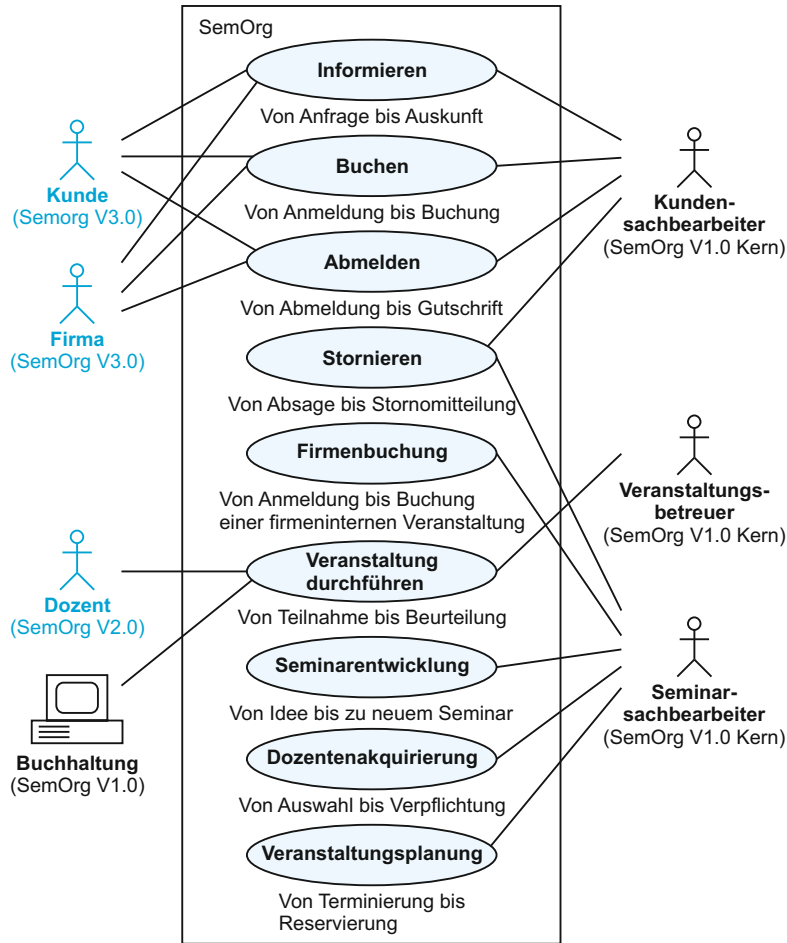 SemOrg
Informieren
Von Anfrage bis Auskunft
Buchen
Von Anmeldung bis Buchung
Abmelden
Von Abmeldung bis Gutschrift
Stornieren
Von Absage bis Stornomitteilung
Firmenbuchung
Von Anmeldung bis Buchung
einer firmeninternen Veranstaltung
Veranstaltung
durchführen
Von Teilnahme bis Beurteilung
Seminarentwicklung
Von Idee bis zu neuem Seminar
Dozentenakquirierung
Von Auswahl bis Verpflichtung
Veranstaltungsplanung
Von Terminierung bis
Reservierung
Kunde
(Semorg V3.0)
Firma
(SemOrg V3.0)
Dozent
(SemOrg V2.0)
Buchhaltung
(SemOrg V1.0)
Kunden-
sachbearbeiter
(SemOrg V1.0 Kern)
Veranstaltungs-
betreuer
(SemOrg V1.0 Kern)
Seminar-
sachbearbeiter
(SemOrg V1.0 Kern)